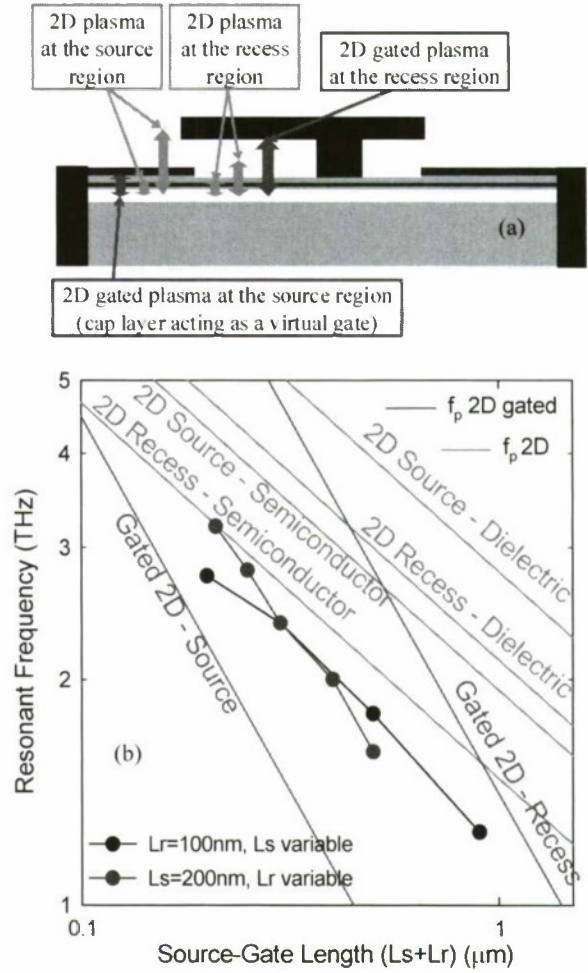 2D plasma
at the source
region
2D plasma
at the recess
region
2D gated plasma
at the recess region
(a)
2D gated plasma at the source region
(cap layer acting as a virtual gate)
5
4
3
2
1
Resonant Frequency (THz)
fp 2D gated
fp 2D
2D Source - Dielectric
2D Recess - Dielectric
2D Source - Semiconductor
2D Recess - Semiconductor
Gated 2D - Source
Gated 2D - Recess
(b)
Lr=100nm, Ls variable
Ls=200nm, Lr variable
0.1
1
Source-Gate Length (Ls+Lr) (μm)